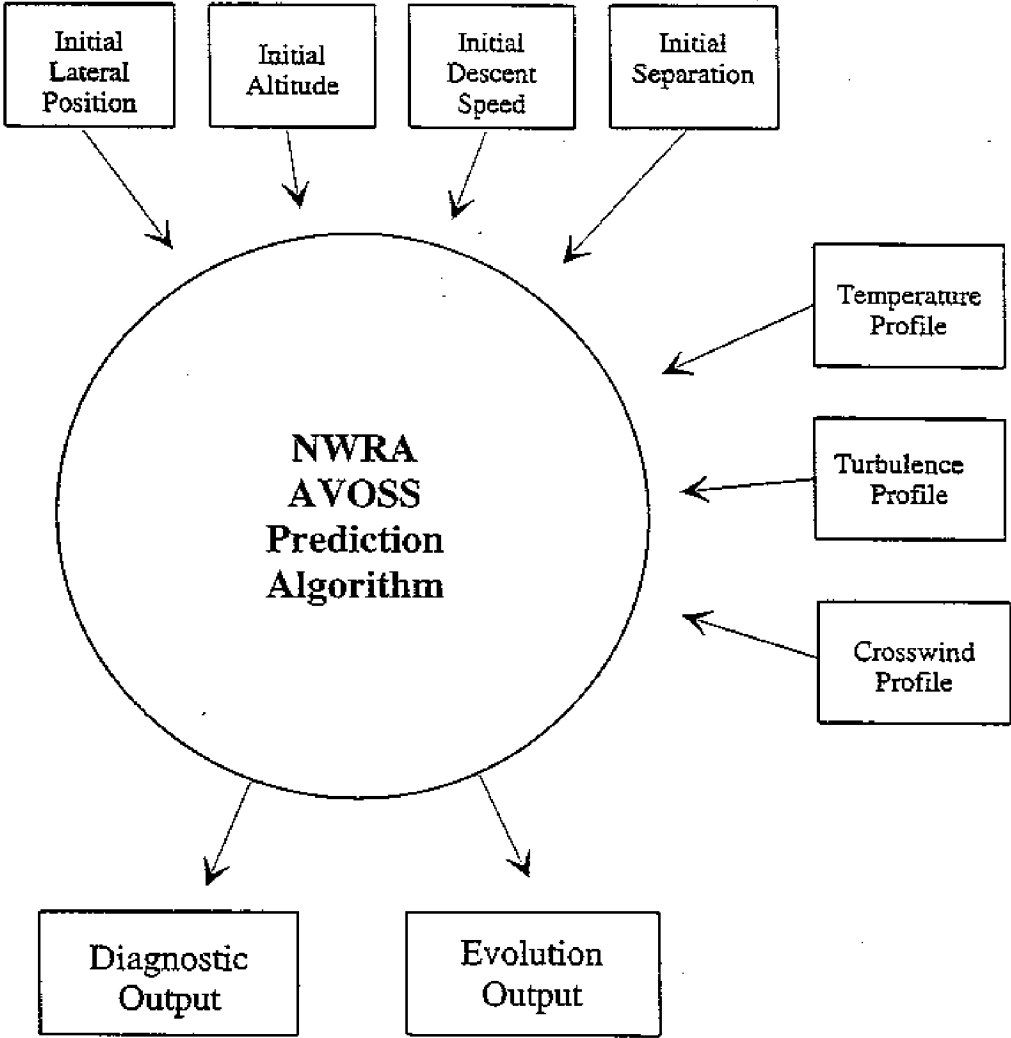 Initial
Lateral
Position
Initial
Altitude
Initial
Descent
Speed
Initial
Separation
Temperature
Profile
Turbulence
Profile
Crosswind
Profile
NWRA
AVOSS
Prediction
Algorithm
Diagnostic
Output
Evolution
Output